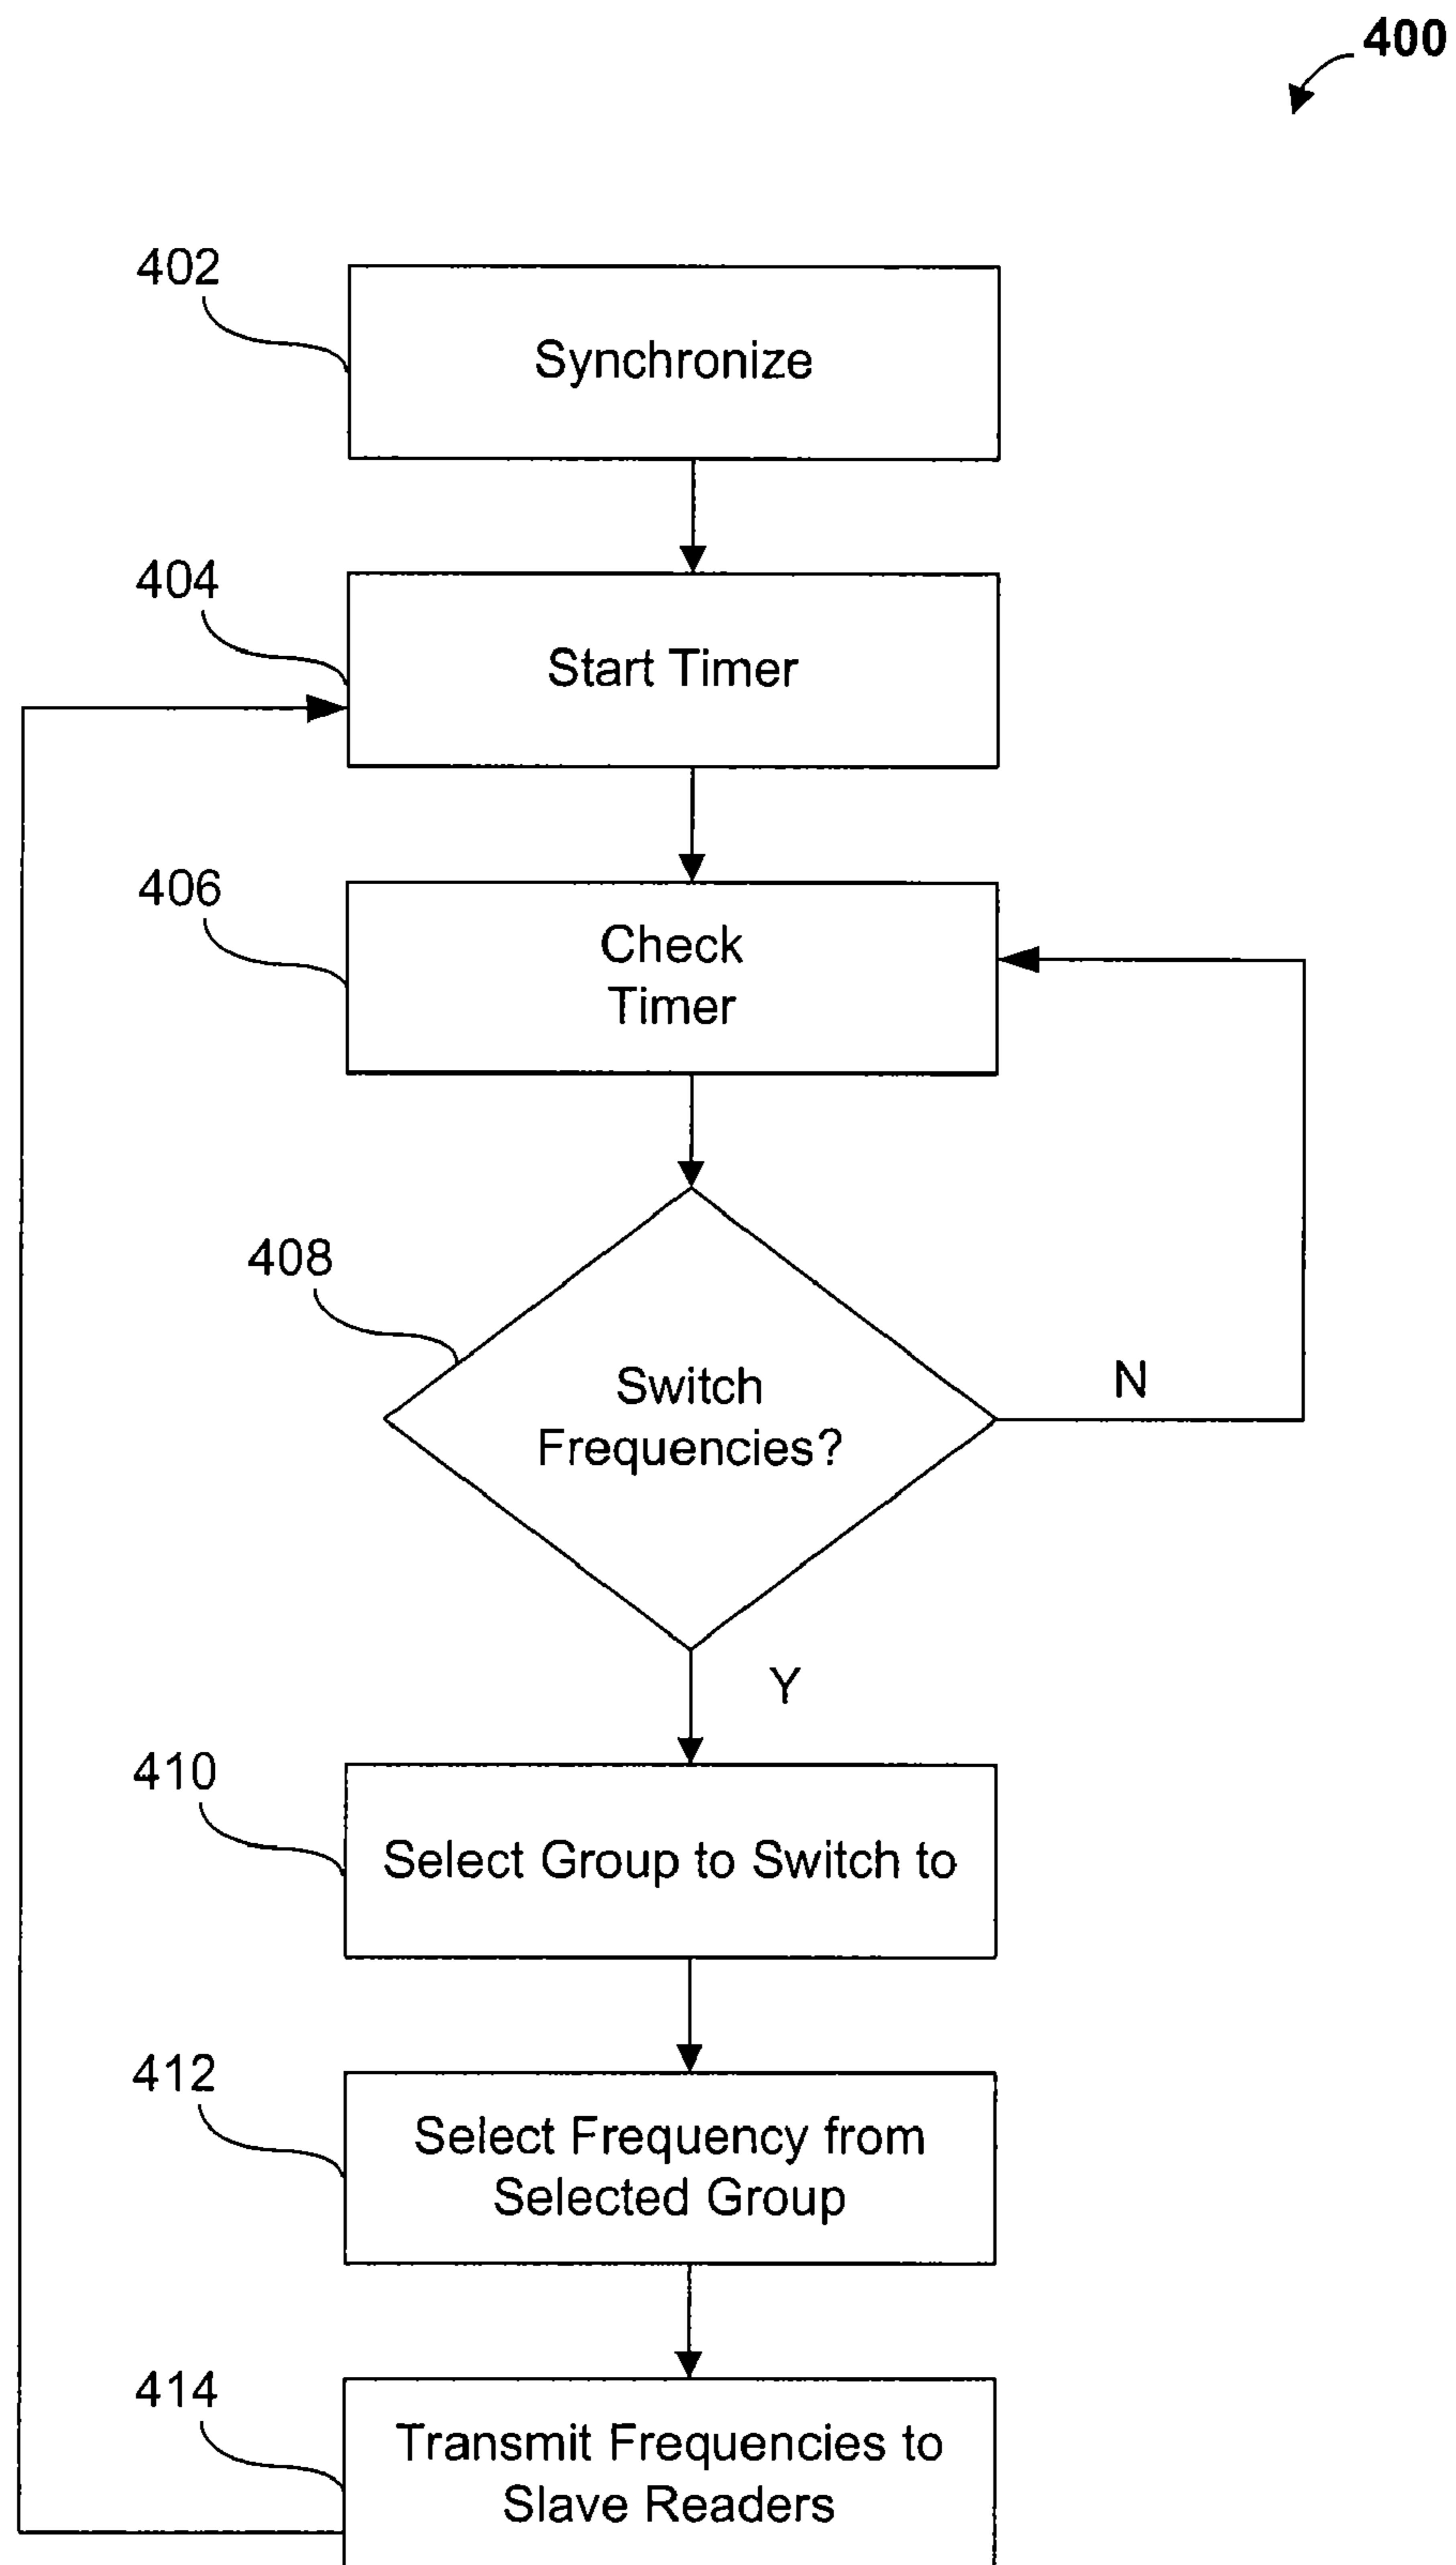 400
402
Synchronize
404
Start Timer
406
Check
Timer
408
Switch
Frequencies?
N
Y
410
Select Group to Switch to
412
Select Frequency from
Selected Group
414
Transmit Frequencies to
Slave Readers